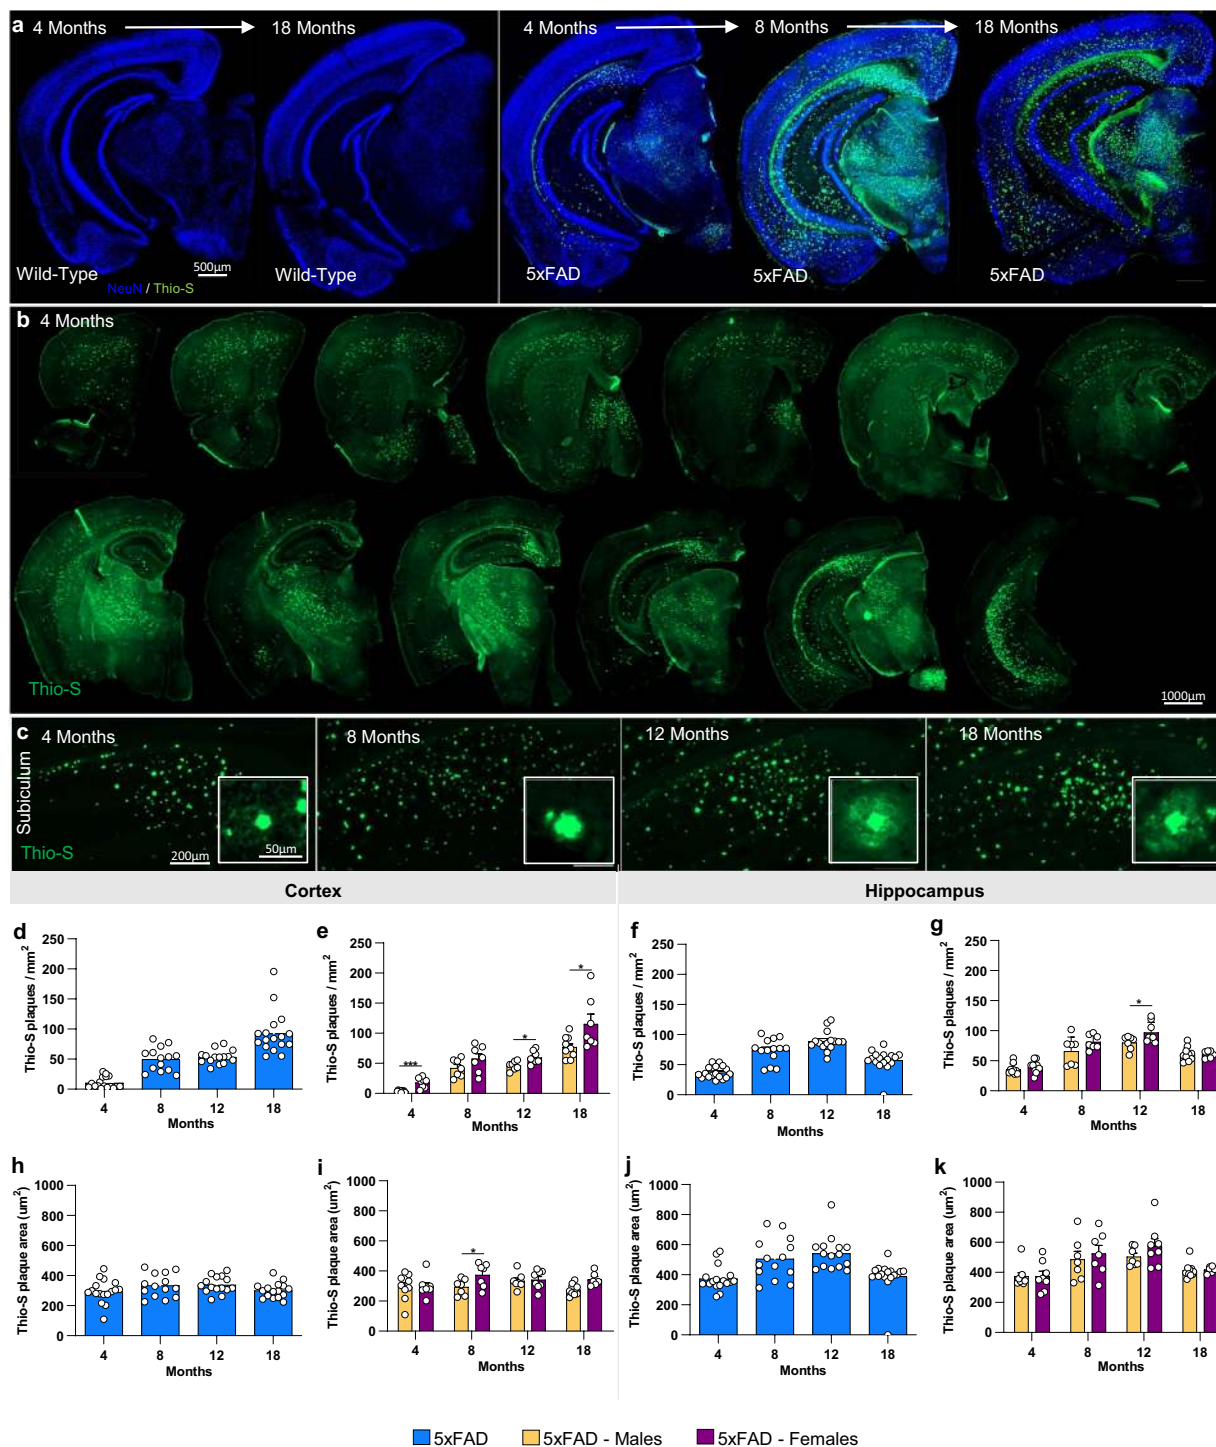 a 4 Months 18 Months 4 Months 8 Months 18 Months
Wild-Type 500µm Wild-Type 5xFAD 5xFAD 5xFAD
NeuN / Thio-S
b 4 Months
Thio-S 1000µm
c 4 Months 8 Months 12 Months 18 Months
Subiculum
Thio-S 200µm 50µm
Cortex Hippocampus
d
Thio-S plaques / mm²
250
200
150
100
50
0
4 8 12 18
Months
e
Thio-S plaques / mm²
250
200
150
100
50
0
*** * *
4 8 12 18
Months
f
Thio-S plaques / mm²
250
200
150
100
50
0
4 8 12 18
Months
g
Thio-S plaques / mm²
250
200
150
100
50
0
*
4 8 12 18
Months
h
Thio-S plaque area (um²)
1000
800
600
400
200
0
4 8 12 18
Months
i
Thio-S plaque area (um²)
1000
800
600
400
200
0
*
4 8 12 18
Months
j
Thio-S plaque area (um²)
1000
800
600
400
200
0
4 8 12 18
Months
k
Thio-S plaque area (um²)
1000
800
600
400
200
0
4 8 12 18
Months
5xFAD 5xFAD - Males 5xFAD - Females